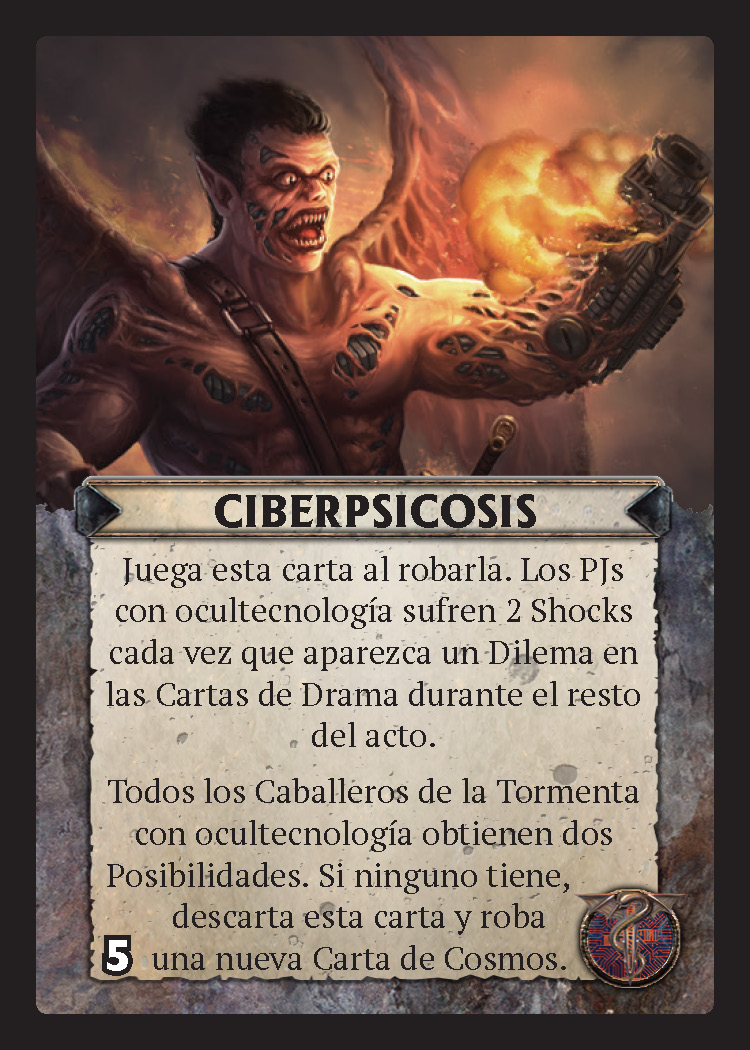 CIBERPSICOSIS
Juega esta carta al robarla. Los PJs
con ocultecnología sufren 2 Shocks
cada vez que aparezca un Dilema en
las Cartas de Drama durante el resto
del acto.
Todos los Caballeros de la Tormenta
con ocultecnología obtienen dos
Posibilidades. Si ninguno tiene,
descarta esta carta y roba
una nueva Carta de Cosmos.
5